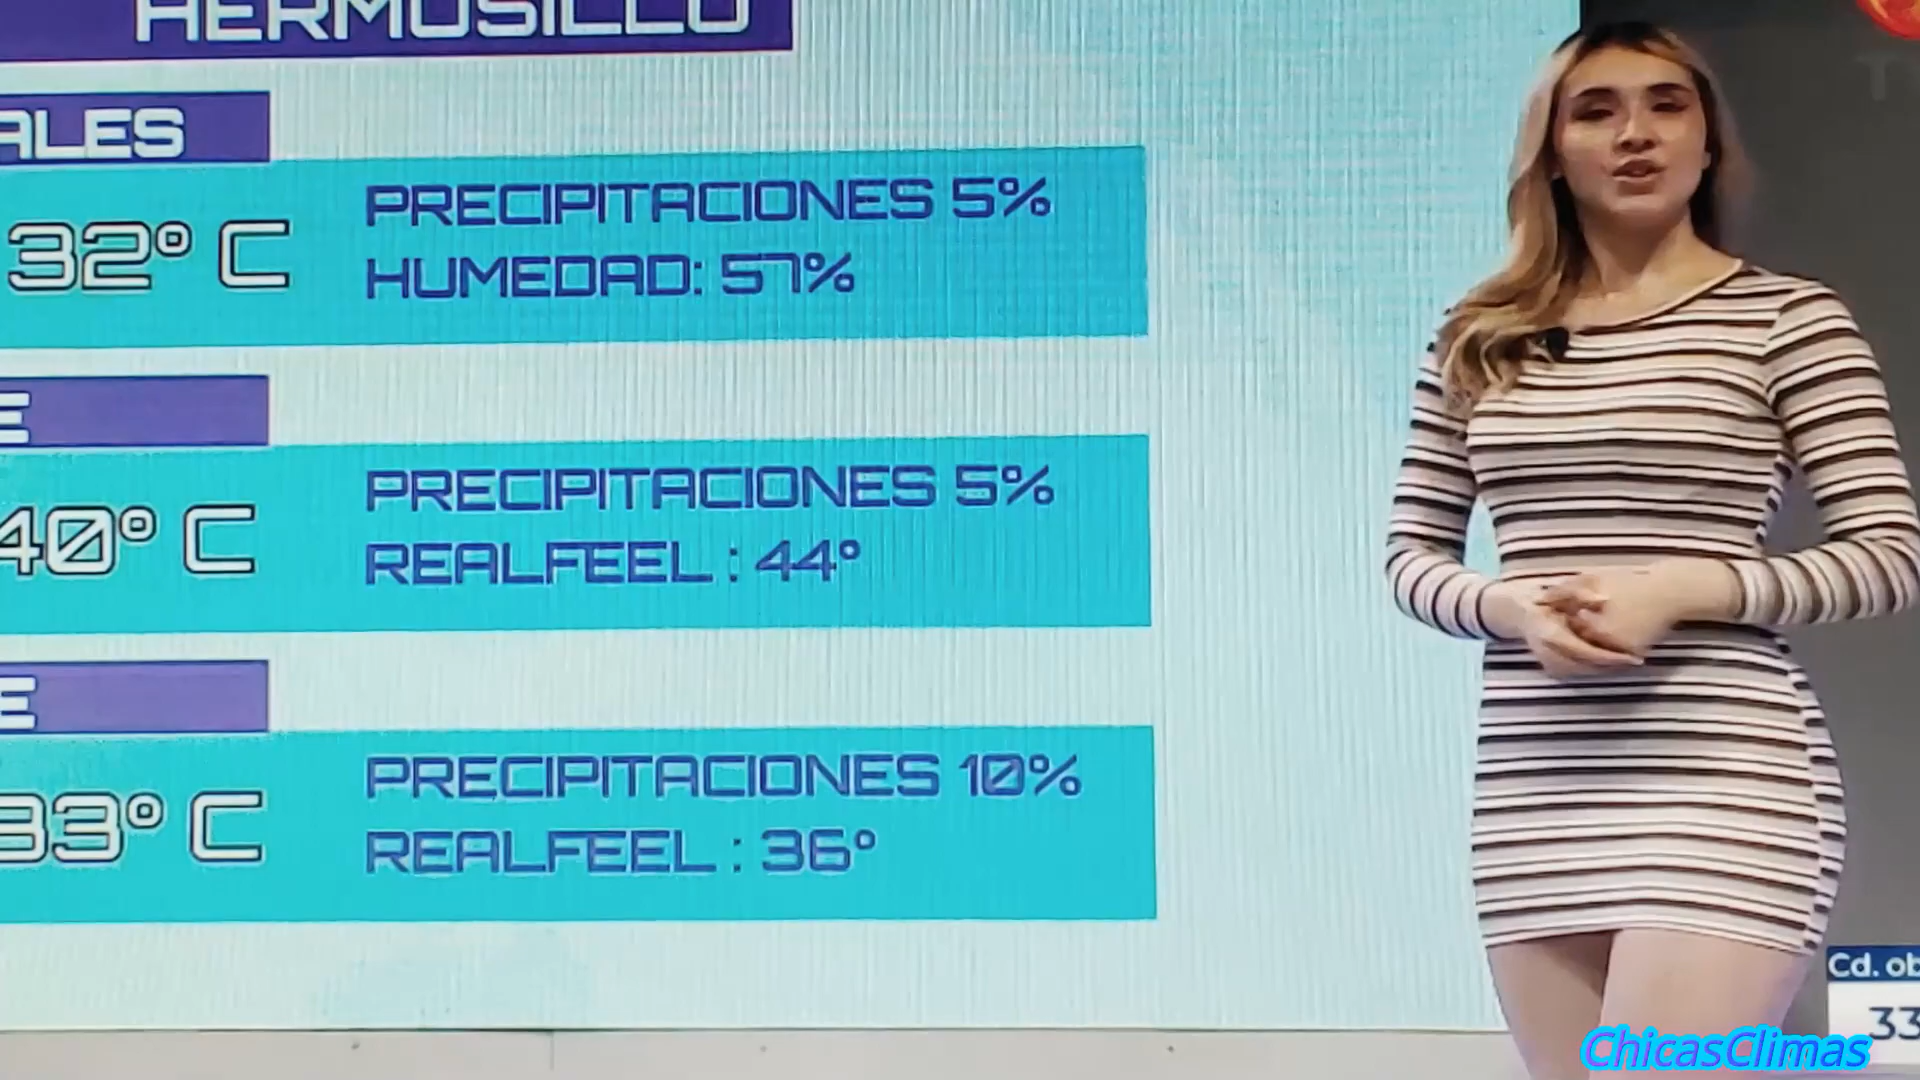 HERMOSILLO
ALES
32° C
PRECIPITACIONES 5%
HUMEDAD: 57%
E
40° C
PRECIPITACIONES 5%
REALFEEL : 44°
E
33° C
PRECIPITACIONES 10%
REALFEEL : 36°
TV
Cd. ob
33
ChicasClimas